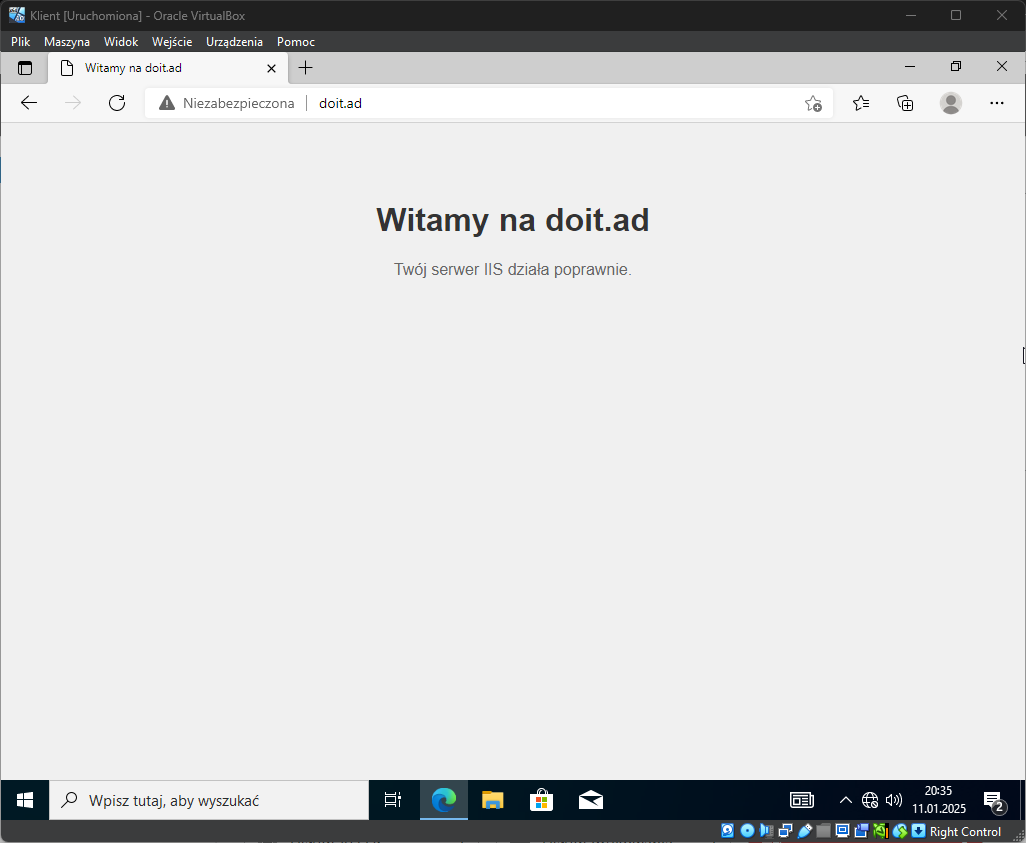 Klient [Uruchomiona] - Oracle VirtualBox
Plik Maszyna Widok Wejście Urządzenia Pomoc
Witamy na doit.ad
Niezabezpieczona doit.ad
Witamy na doit.ad
Twój serwer IIS działa poprawnie.
Wpisz tutaj, aby wyszukać
20:35
11.01.2025
2
Right Control